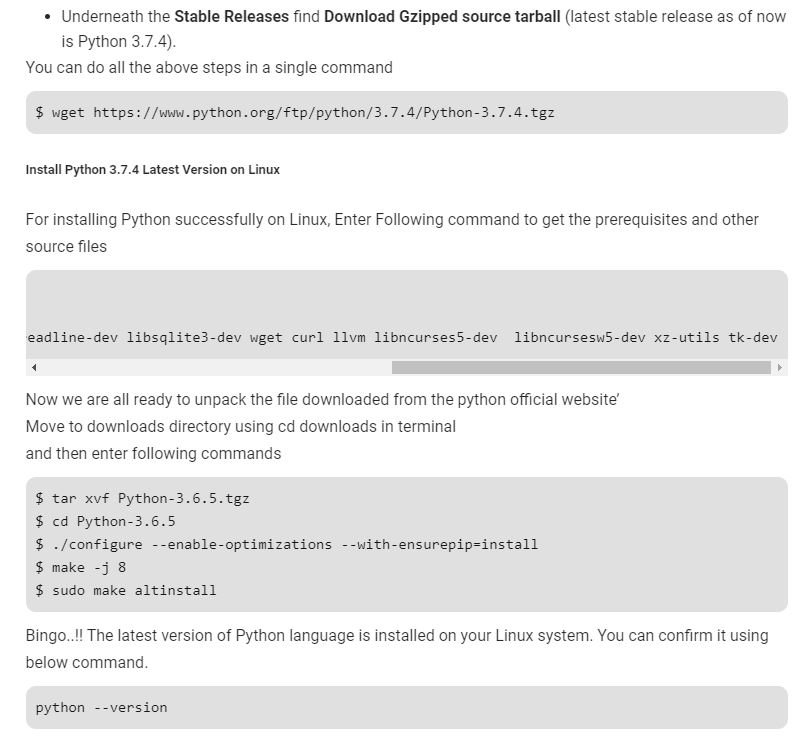 • Underneath the Stable Releases find Download Gzipped source tarball (latest stable release as of now
is Python 3.7.4).
You can do all the above steps in a single command
$ wget https://www.python.org/ftp/python/3.7.4/Python-3.7.4.tgz
Install Python 3.7.4 Latest Version on Linux
For installing Python successfully on Linux, Enter Following command to get the prerequisites and other
source files
eadline-dev libsqlite3-dev wget curl llvm libncurses5-dev  libncursesw5-dev xz-utils tk-dev
Now we are all ready to unpack the file downloaded from the python official website’
Move to downloads directory using cd downloads in terminal
and then enter following commands
$ tar xvf Python-3.6.5.tgz
$ cd Python-3.6.5
$ ./configure --enable-optimizations --with-ensurepip=install
$ make -j 8
$ sudo make altinstall
Bingo..!! The latest version of Python language is installed on your Linux system. You can confirm it using
below command.
python --version